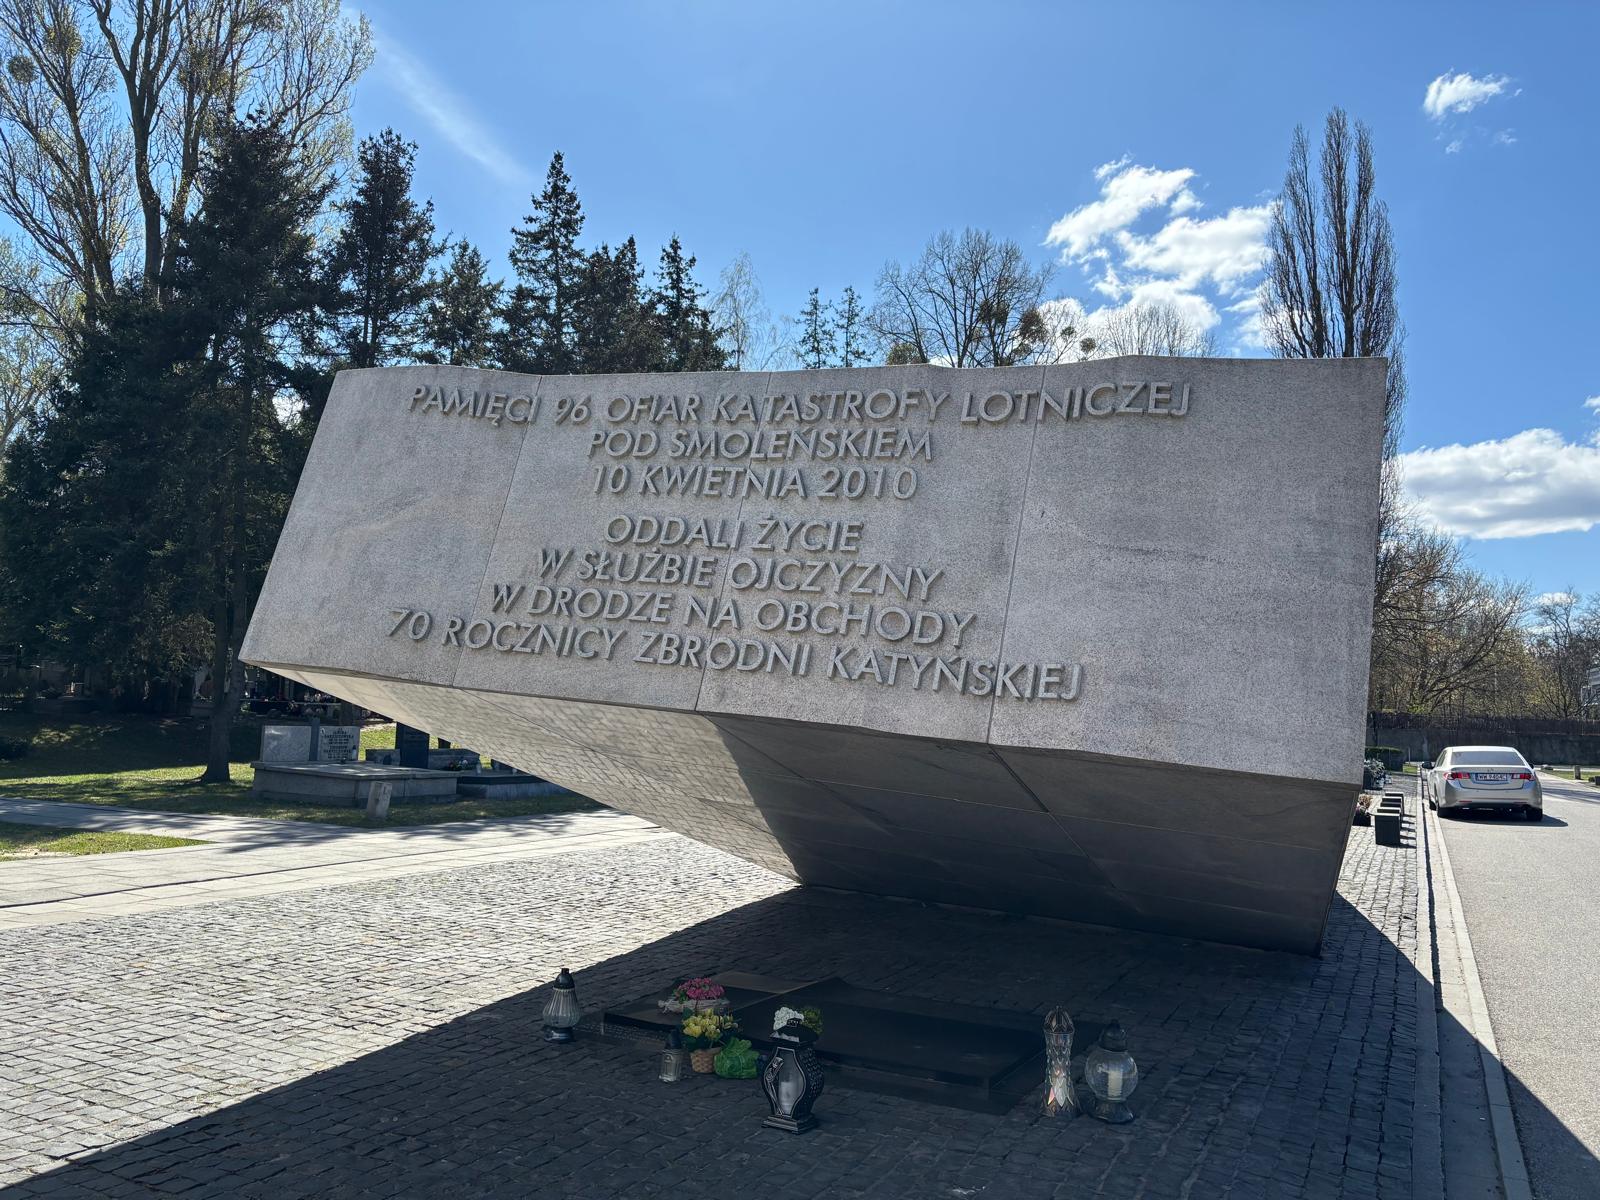 PAMIĘCI 96 OFIAR KATASTROFY LOTNICZEJ
POD SMOLEŃSKIEM
10 KWIETNIA 2010
ODDALI ŻYCIE
W SŁUŻBIE OJCZYZNY
W DRODZE NA OBCHODY
70 ROCZNICY ZBRODNI KATYŃSKIEJ